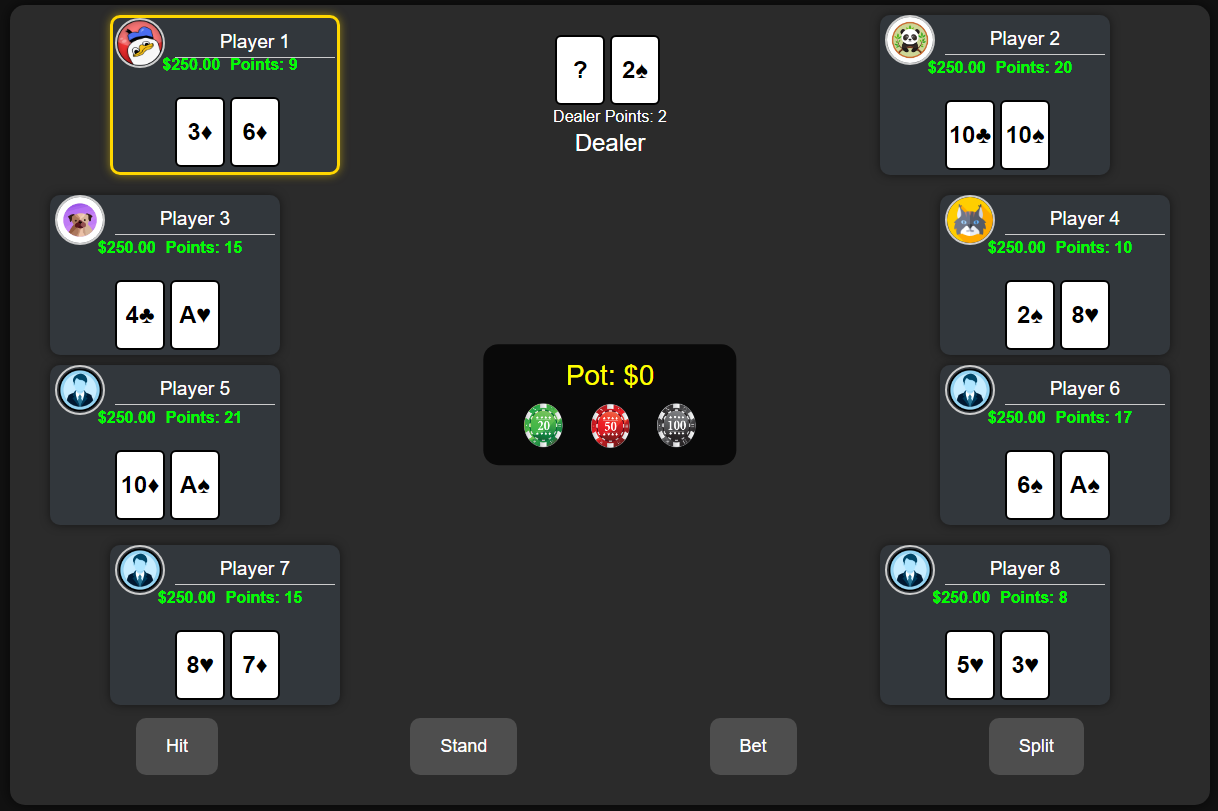 Player 1
$250.00 Points: 9
3♦ 6♦
? 2♠
Dealer Points: 2
Dealer
Player 2
$250.00 Points: 20
10♣ 10♠
Player 3
$250.00 Points: 15
4♣ A♥
Player 4
$250.00 Points: 10
2♠ 8♥
Pot: $0
20 50 100
Player 5
$250.00 Points: 21
10♦ A♠
Player 6
$250.00 Points: 17
6♠ A♠
Player 7
$250.00 Points: 15
8♥ 7♦
Player 8
$250.00 Points: 8
5♥ 3♥
Hit Stand Bet Split